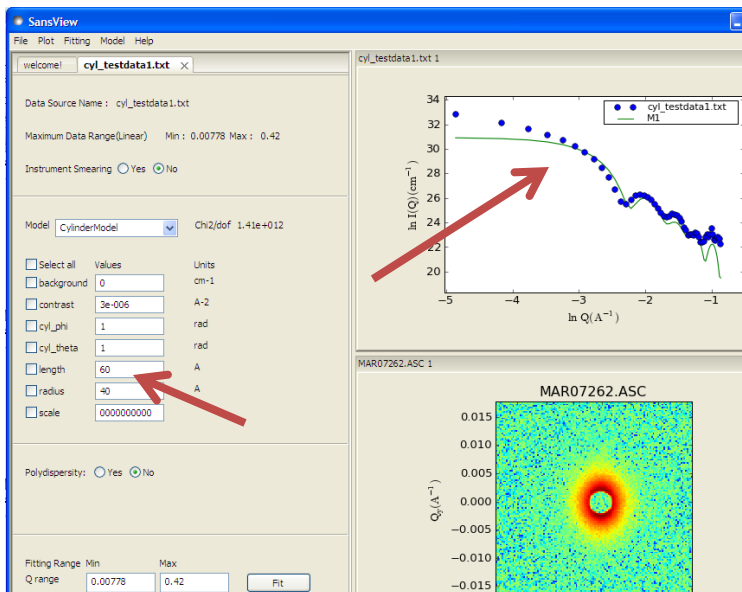 SansView
File Plot Fitting Model Help
welcome! cyl_testdata1.txt
Data Source Name : cyl_testdata1.txt
Maximum Data Range(Linear) Min : 0.00778 Max : 0.42
Instrument Smearing Yes No
Model CylinderModel Chi2/dof 1.41e+012
Select all Values Units
background 0 cm-1
contrast 3e-006 A-2
cyl_phi 1 rad
cyl_theta 1 rad
length 60 A
radius 40 A
scale 0000000000
Polydispersity: Yes No
Fitting Range Min Max
Q range 0.00778 0.42 Fit
cyl_testdata1.txt 1
cyl_testdata1.txt
M1
34
32
30
28
26
24
22
20
ln I(Q)(cm⁻¹)
−5 −4 −3 −2 −1
ln Q(A⁻¹)
MAR07262.ASC 1
MAR07262.ASC
0.015
0.010
0.005
0.000
−0.005
−0.010
−0.015
Qy(A⁻¹)